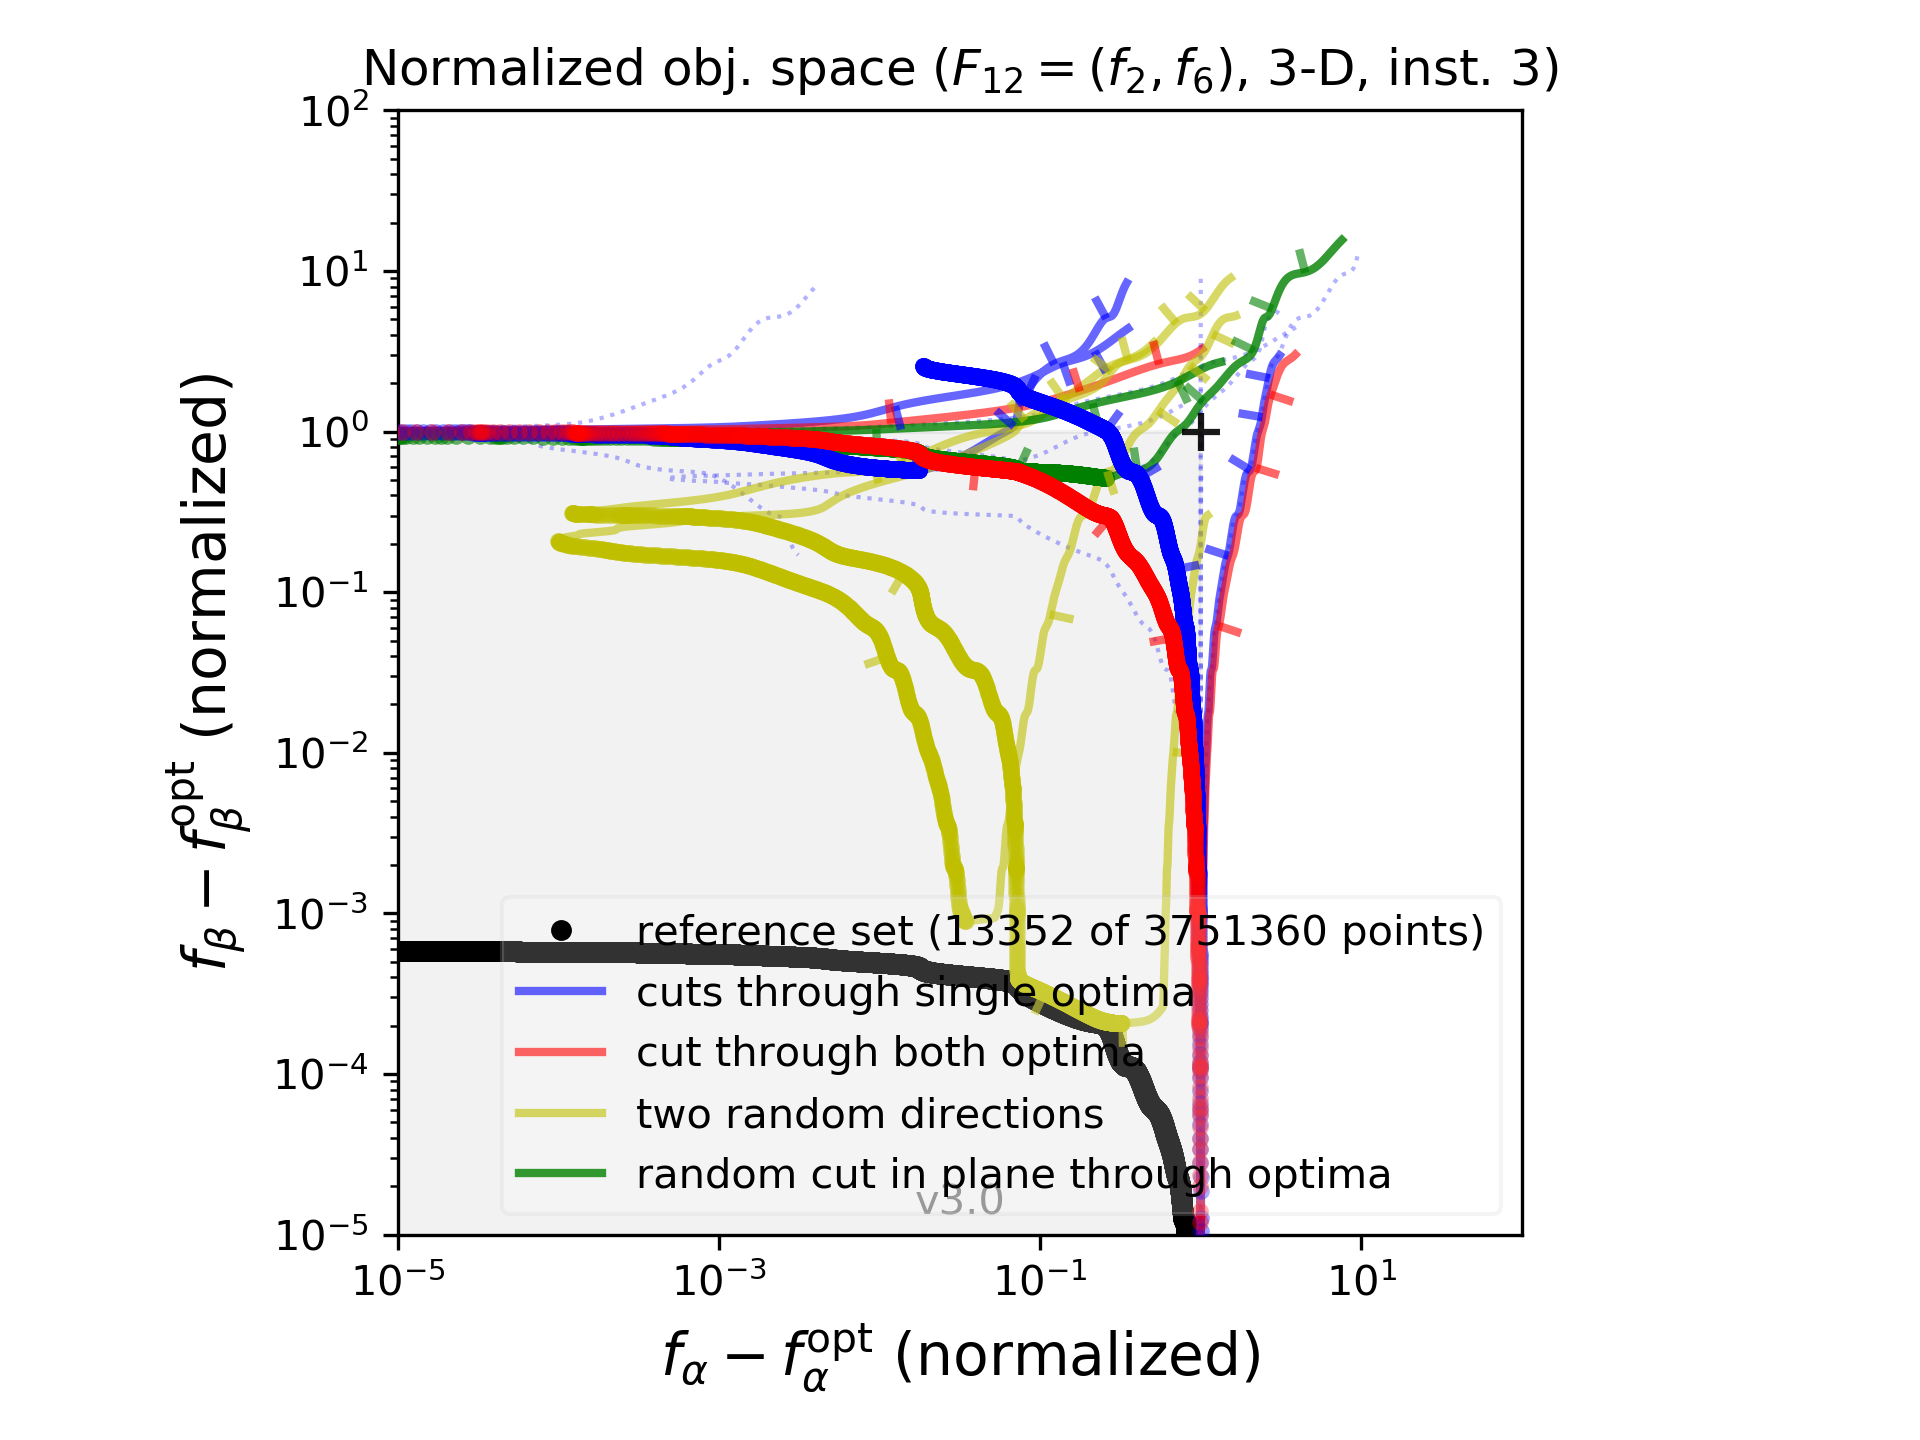 Normalized obj. space (F₁₂ = (f₂, f₆), 3-D, inst. 3)
10²
10¹
10⁰
10⁻¹
10⁻²
10⁻³
10⁻⁴
10⁻⁵
f_β − f_β^opt (normalized)
reference set (13352 of 3751360 points)
cuts through single optima
cut through both optima
two random directions
random cut in plane through optima
v3.0
10⁻⁵ 10⁻³ 10⁻¹ 10¹
f_α − f_α^opt (normalized)